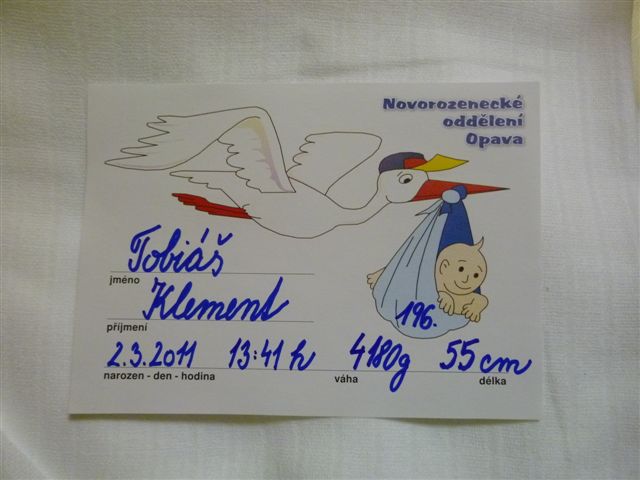 Novorozenecké
oddělení
Opava
Tobiáš
jméno
Klement
příjmení
196.
2.3.2011 13:41 h 4180g 55 cm
narozen - den - hodina váha délka